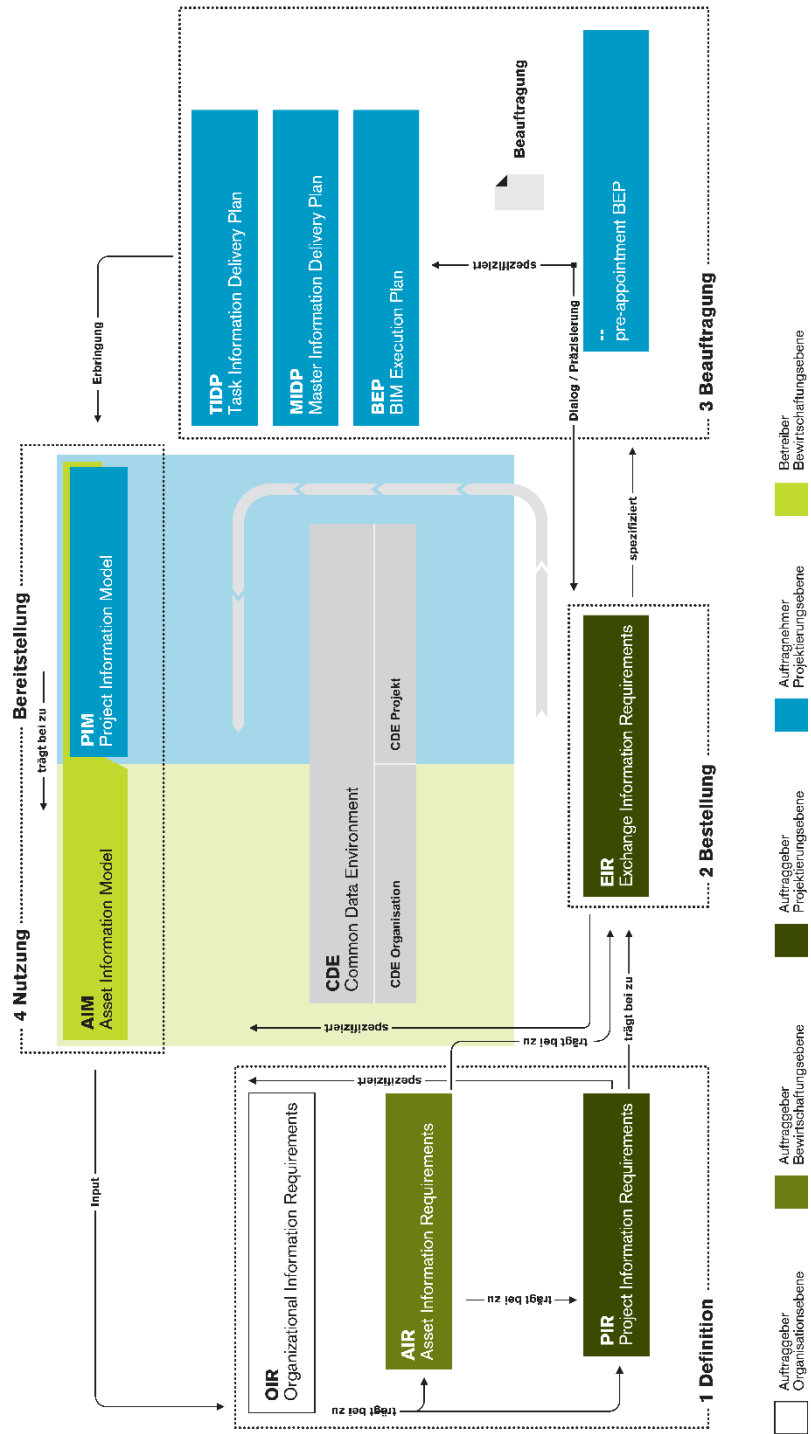 4 Nutzung
Bereitstellung
AIM
Asset Information Model
PIM
Project Information Model
trägt bei zu
Input
Erbringung
OIR
Organizational Information Requirements
AIR
Asset Information Requirements
PIR
Project Information Requirements
trägt bei zu
trägt bei zu
spezifiziert
1 Definition
CDE
Common Data Environment
CDE Organisation
CDE Projekt
spezifiziert
trägt bei zu
trägt bei zu
EIR
Exchange Information Requirements
2 Bestellung
TIDP
Task Information Delivery Plan
MIDP
Master Information Delivery Plan
BEP
BIM Execution Plan
spezifiziert
Beauftragung
Dialog / Präzisierung
--
pre-appointment BEP
spezifiziert
3 Beauftragung
Auftraggeber
Organisationsebene
Auftraggeber
Bewirtschaftungsebene
Auftraggeber
Projektierungsebene
Auftragnehmer
Projektierungsebene
Betreiber
Bewirtschaftungsebene